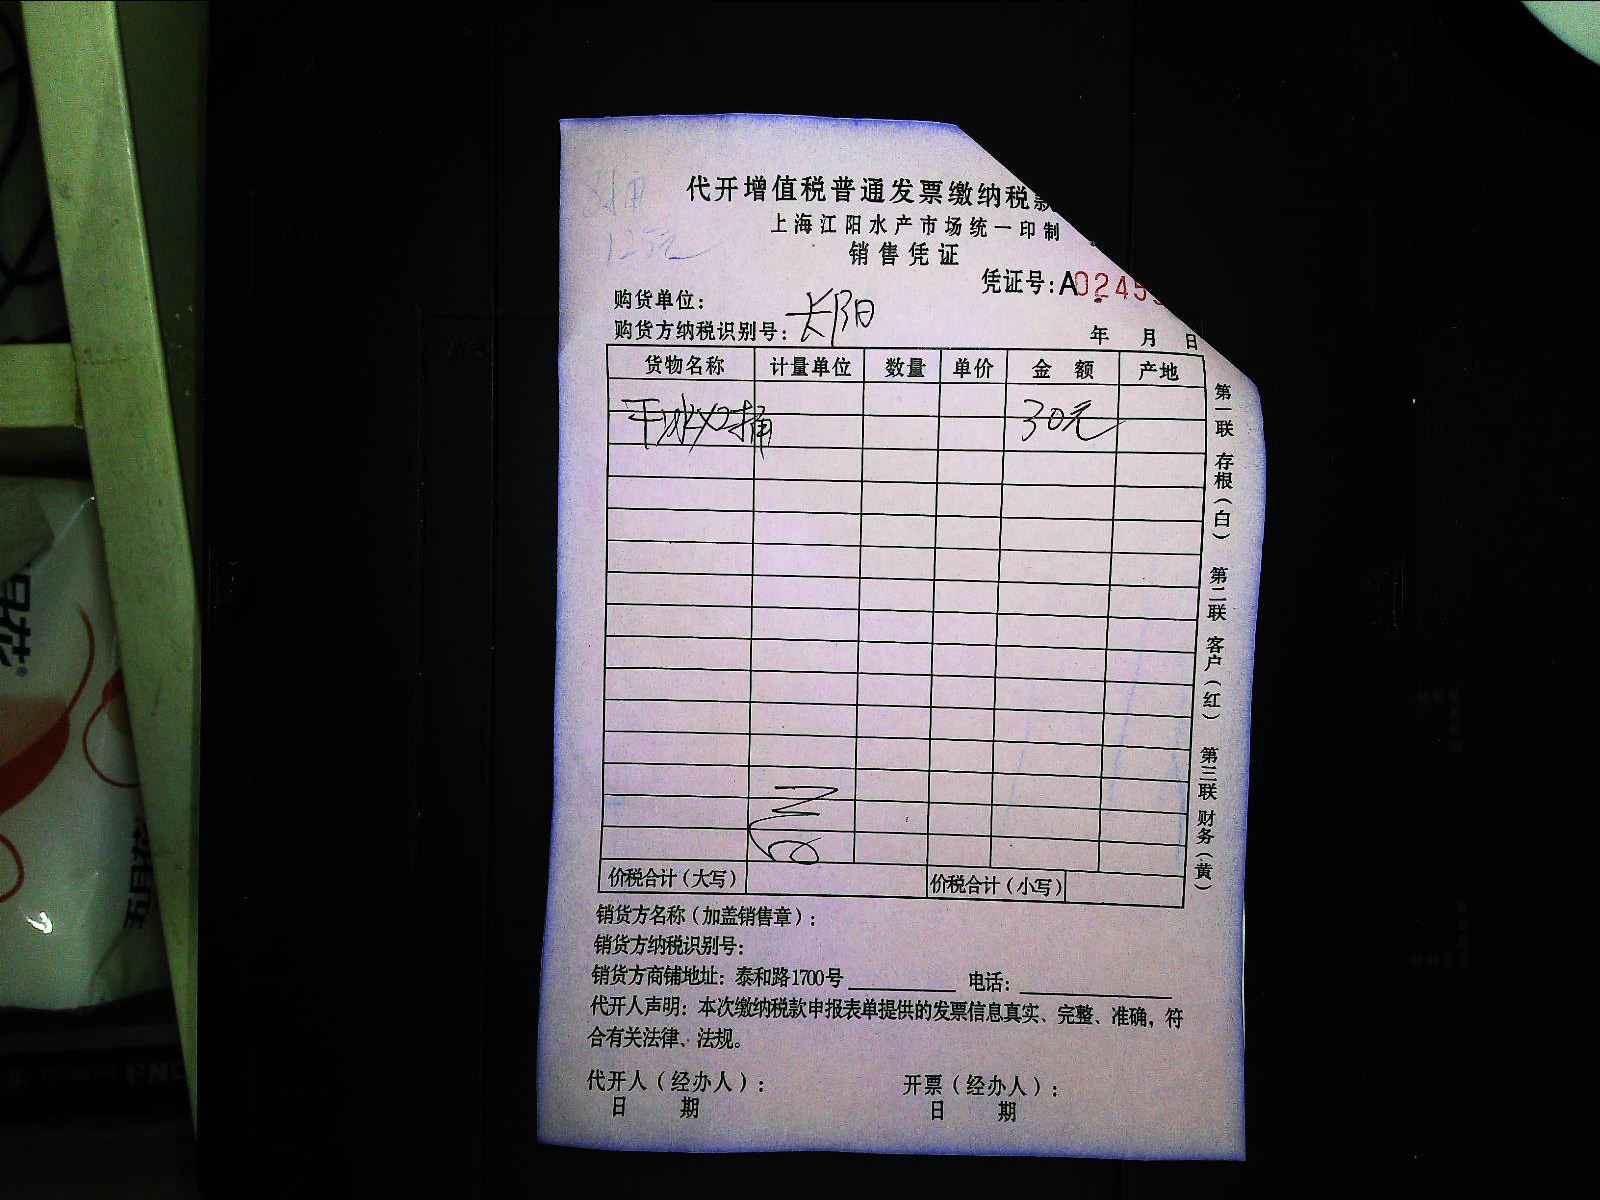 代开增值税普通发票缴纳税款
上海江阳水产市场统一印制
销售凭证
凭证号:A0245
购货单位:
长阳
购货方纳税识别号:
年 月 日
货物名称 计量单位 数量 单价 金 额 产地
干冰 30元
价税合计(大写) 价税合计(小写)
销货方名称(加盖销售章):
销货方纳税识别号:
销货方商铺地址: 泰和路1700号 电话:
代开人声明: 本次缴纳税款申报表单提供的发票信息真实、完整、准确,符
合有关法律、法规。
代开人(经办人): 开票(经办人):
日 期 日 期
第一联 存根(白) 第二联 客户(红) 第三联 财务(黄)